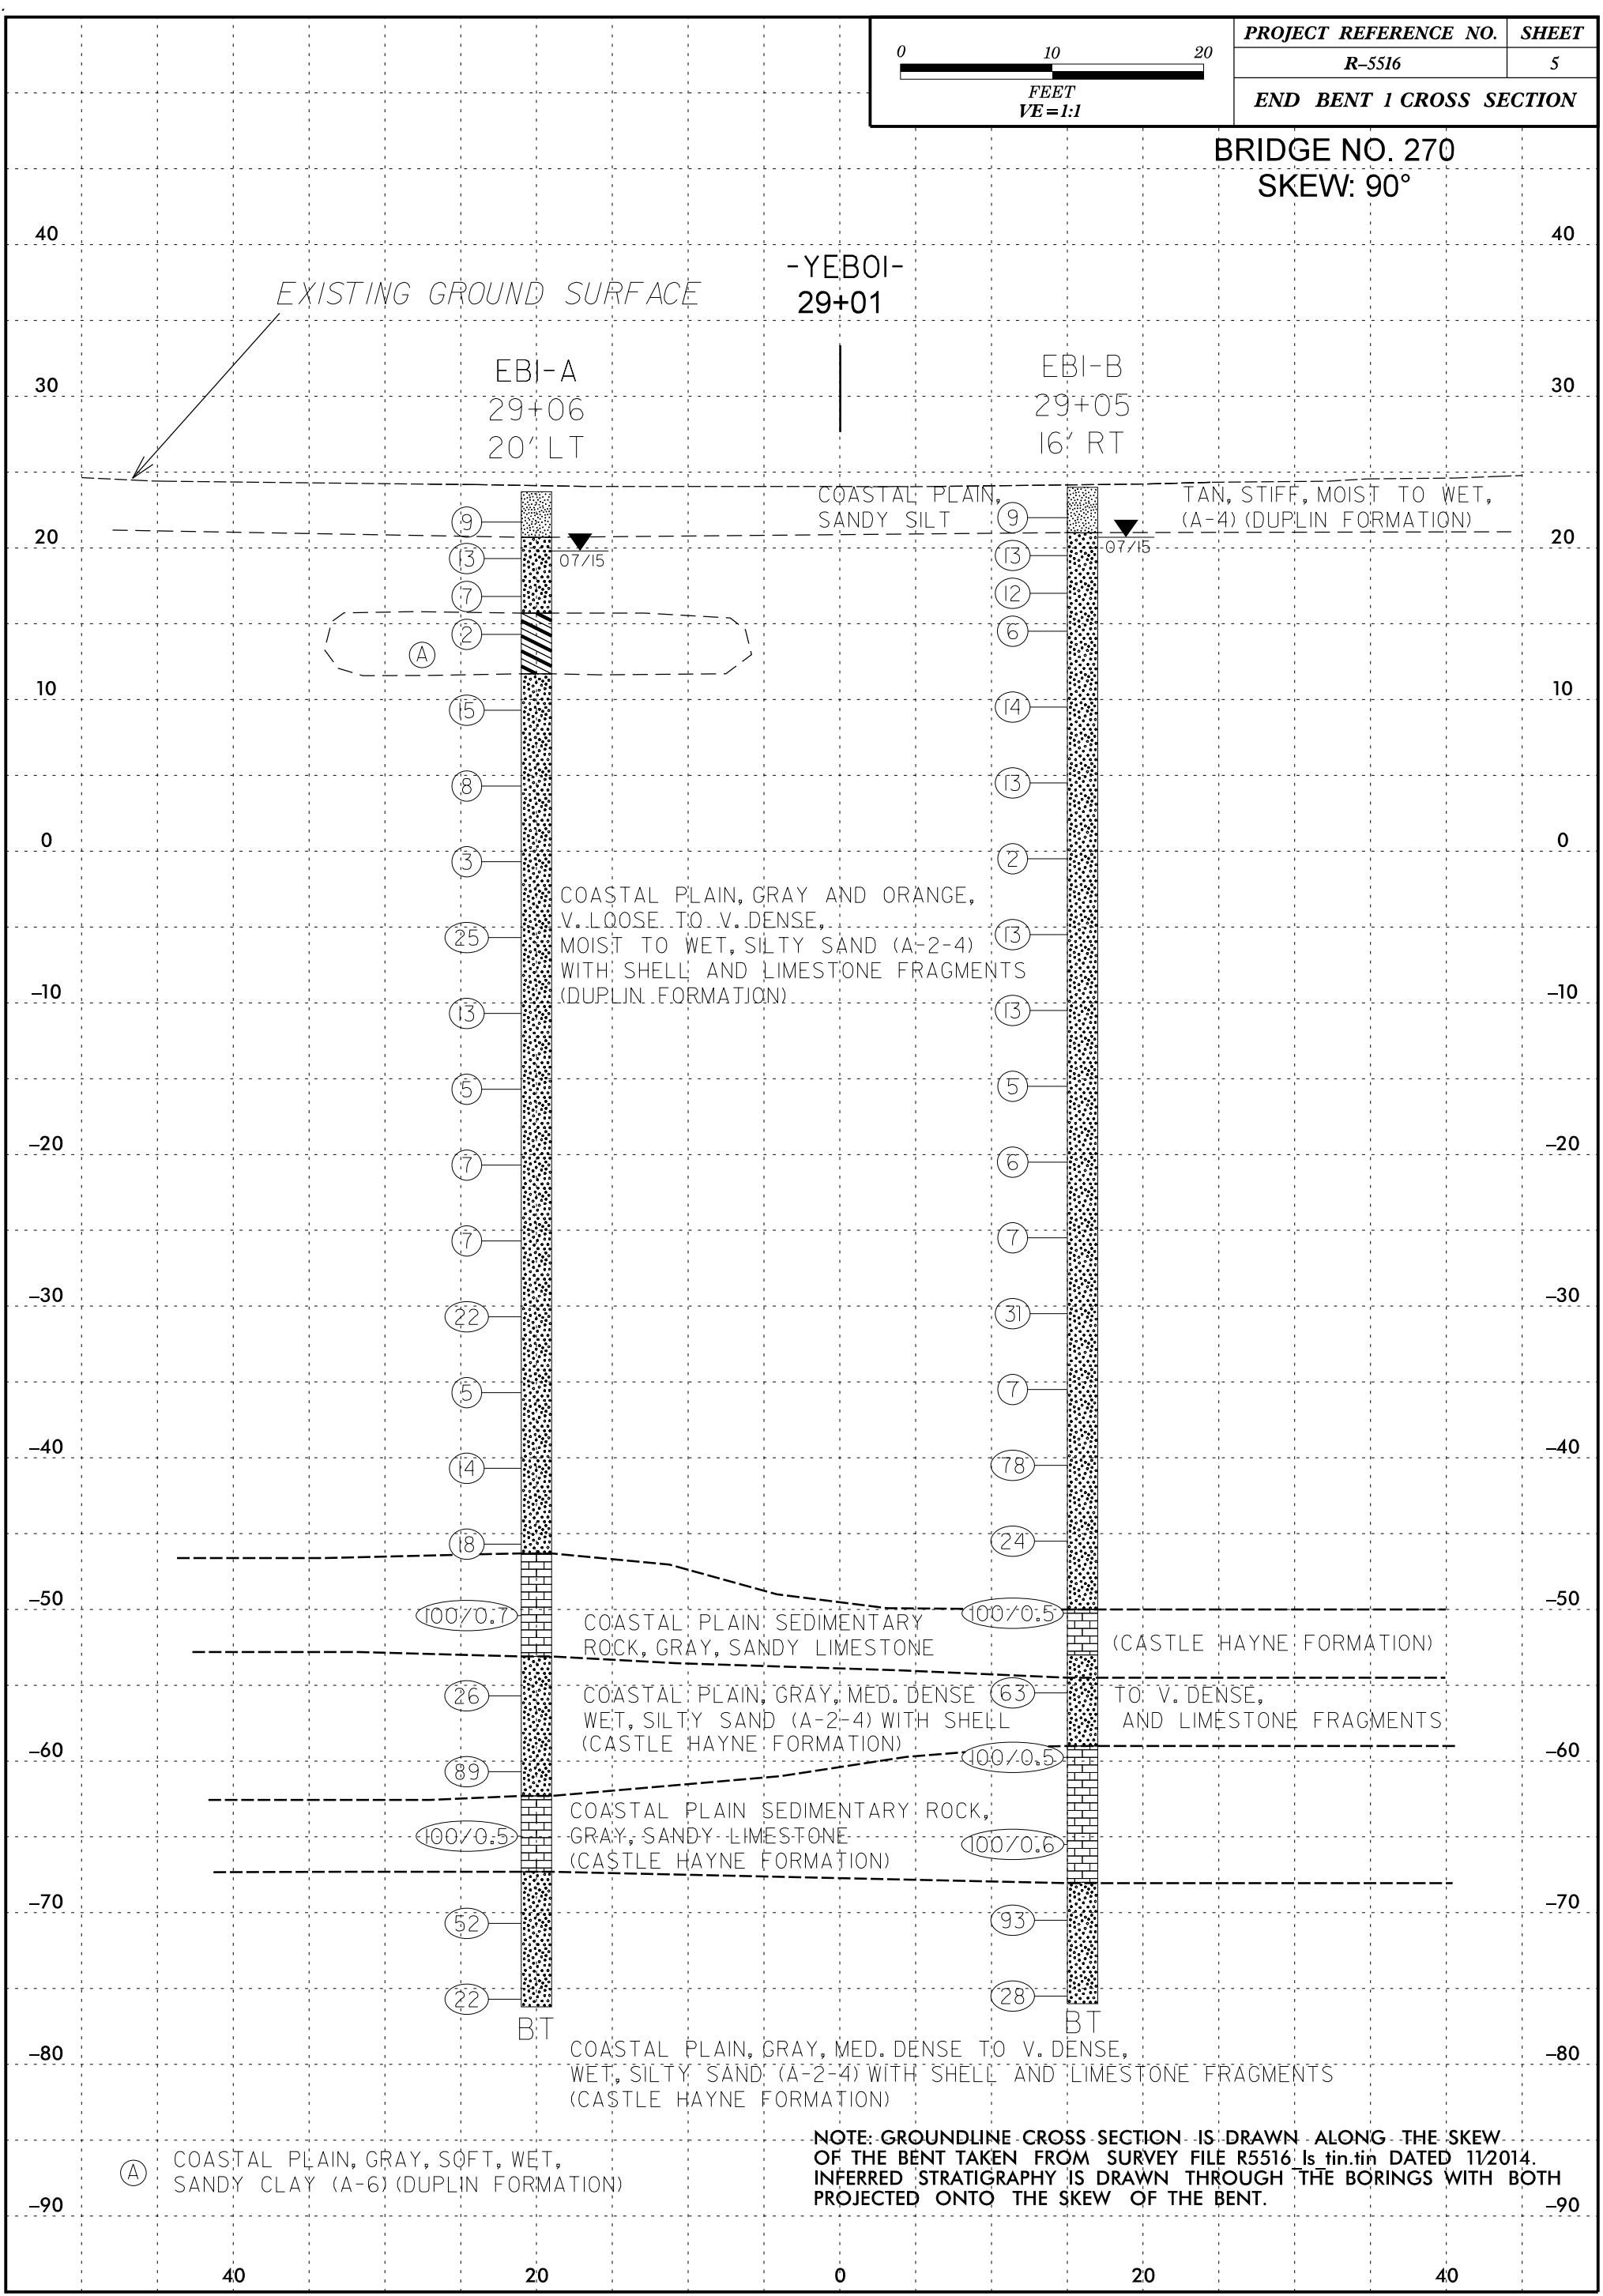 0 10 20
FEET
VE=1:1
PROJECT REFERENCE NO. SHEET
R-5516 5
END BENT 1 CROSS SECTION
BRIDGE NO. 270
SKEW: 90°
40 40
-YEB01-
29+01
EXISTING GROUND SURFACE
EB1-A
29+06
20' LT
EB1-B
29+05
16' RT
30 30
COASTAL PLAIN, TAN, STIFF, MOIST TO WET,
SANDY SILT (A-4) (DUPLIN FORMATION)
9 9
07/15 07/15
20 20
13 13
7 12
2 6
A
10 10
15 14
8 13
0 0
3 2
COASTAL PLAIN, GRAY AND ORANGE,
V. LOOSE TO V. DENSE,
MOIST TO WET, SILTY SAND (A-2-4)
WITH SHELL AND LIMESTONE FRAGMENTS
(DUPLIN FORMATION)
25 13
-10 -10
13 13
5 5
-20 -20
7 6
7 7
-30 -30
22 31
5 7
-40 -40
14 78
18 24
-50 -50
100/0.7 100/0.5
COASTAL PLAIN SEDIMENTARY
ROCK, GRAY, SANDY LIMESTONE (CASTLE HAYNE FORMATION)
26 63
COASTAL PLAIN, GRAY, MED. DENSE TO V. DENSE,
WET, SILTY SAND (A-2-4) WITH SHELL AND LIMESTONE FRAGMENTS
(CASTLE HAYNE FORMATION)
-60 -60
89 100/0.5
COASTAL PLAIN SEDIMENTARY ROCK,
GRAY, SANDY LIMESTONE
(CASTLE HAYNE FORMATION)
100/0.5 100/0.6
-70 -70
52 93
22 28
BT BT
COASTAL PLAIN, GRAY, MED. DENSE TO V. DENSE,
WET, SILTY SAND (A-2-4) WITH SHELL AND LIMESTONE FRAGMENTS
(CASTLE HAYNE FORMATION)
-80 -80
A COASTAL PLAIN, GRAY, SOFT, WET,
SANDY CLAY (A-6) (DUPLIN FORMATION)
NOTE: GROUNDLINE CROSS SECTION IS DRAWN ALONG THE SKEW
OF THE BENT TAKEN FROM SURVEY FILE R5516_ls_tin.tin DATED 11/2014.
INFERRED STRATIGRAPHY IS DRAWN THROUGH THE BORINGS WITH BOTH
PROJECTED ONTO THE SKEW OF THE BENT.
-90 -90
40 20 0 20 40